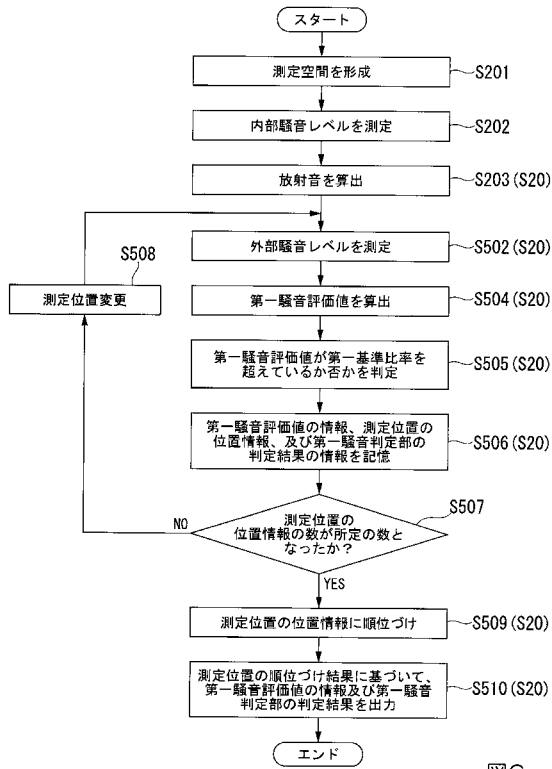 スタート
測定空間を形成
S201
内部騒音レベルを測定
S202
放射音を算出
S203(S20)
外部騒音レベルを測定
S502(S20)
S508
測定位置変更
第一騒音評価値を算出
S504(S20)
第一騒音評価値が第一基準比率を
超えているか否かを判定
S505(S20)
第一騒音評価値の情報、測定位置の
位置情報、及び第一騒音判定部の
判定結果の情報を記憶
S506(S20)
S507
測定位置の
位置情報の数が所定の数と
なったか?
NO
YES
測定位置の位置情報に順位づけ
S509(S20)
測定位置の順位づけ結果に基づいて、
第一騒音評価値の情報及び第一騒音
判定部の判定結果を出力
S510(S20)
エンド